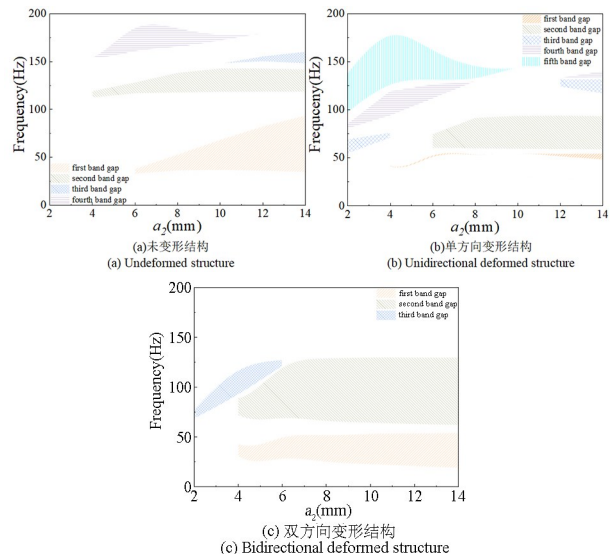 200
150
100
50
0
Frequency(Hz)
first band gap
second band gap
third band gap
fourth band gap
2 4 6 8 10 12 14
a2(mm)
(a)未变形结构
(a) Undeformed structure
200
150
100
50
0
Frequency(Hz)
first band gap
second band gap
third band gap
fourth band gap
fifth band gap
2 4 6 8 10 12 14
a2(mm)
(b)单方向变形结构
(b) Unidirectional deformed structure
200
150
100
50
0
Frequency(Hz)
first band gap
second band gap
third band gap
2 4 6 8 10 12 14
a2(mm)
(c) 双方向变形结构
(c) Bidirectional deformed structure